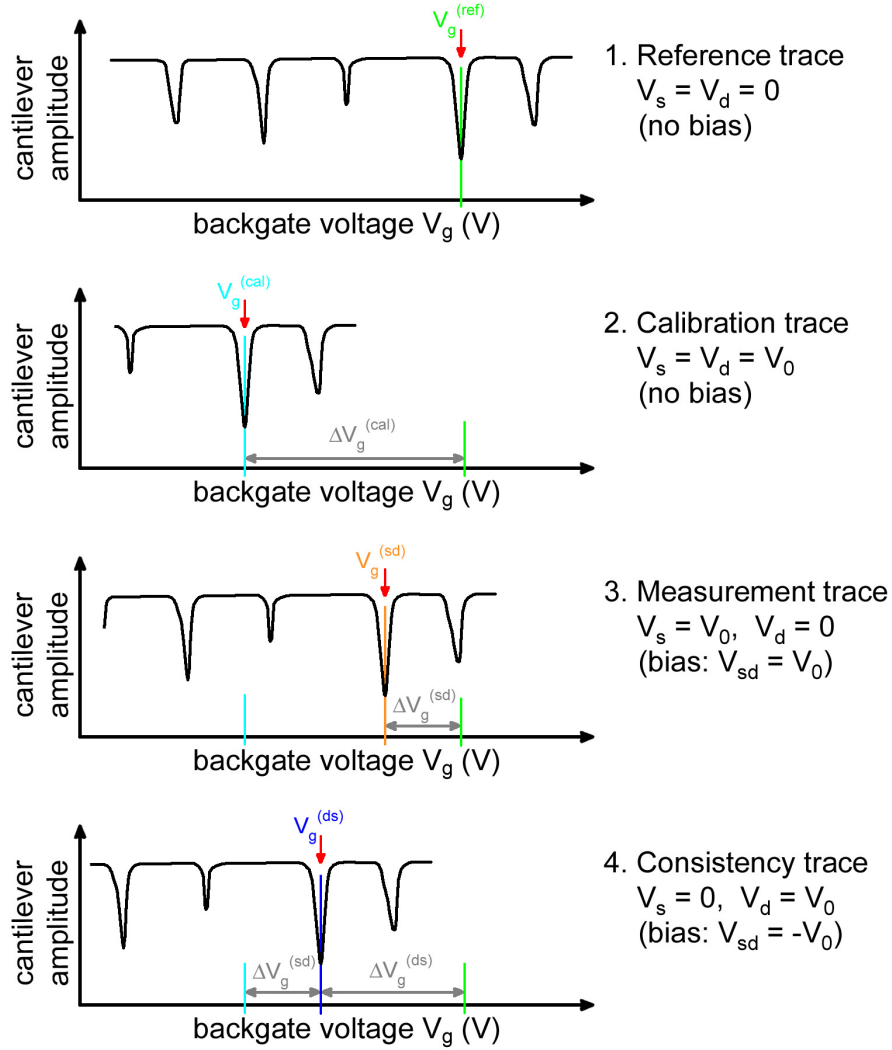 V_g^(ref)
cantilever
amplitude
backgate voltage V_g (V)
1. Reference trace
V_s = V_d = 0
(no bias)
V_g^(cal)
cantilever
amplitude
ΔV_g^(cal)
backgate voltage V_g (V)
2. Calibration trace
V_s = V_d = V_0
(no bias)
V_g^(sd)
cantilever
amplitude
ΔV_g^(sd)
backgate voltage V_g (V)
3. Measurement trace
V_s = V_0, V_d = 0
(bias: V_sd = V_0)
V_g^(ds)
cantilever
amplitude
ΔV_g^(sd) ΔV_g^(ds)
backgate voltage V_g (V)
4. Consistency trace
V_s = 0, V_d = V_0
(bias: V_sd = -V_0)